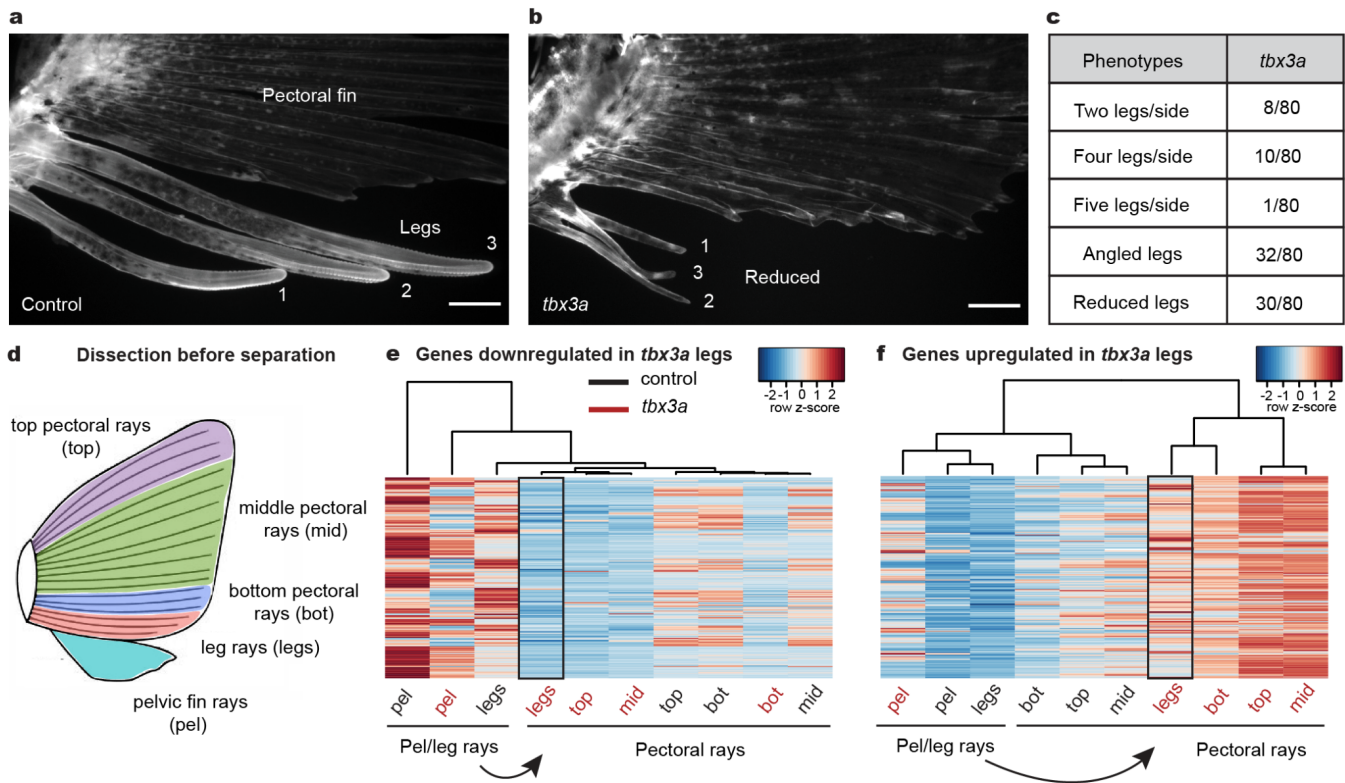 a
Pectoral fin
Legs
3
2
1
Control
b
1
3
2
Reduced
tbx3a
c
Phenotypes tbx3a
Two legs/side 8/80
Four legs/side 10/80
Five legs/side 1/80
Angled legs 32/80
Reduced legs 30/80
d Dissection before separation
top pectoral rays
(top)
middle pectoral
rays (mid)
bottom pectoral
rays (bot)
leg rays (legs)
pelvic fin rays
(pel)
e Genes downregulated in tbx3a legs
control
tbx3a
-2 -1 0 1 2
row z-score
pel pel legs legs top mid top bot bot mid
Pel/leg rays Pectoral rays
f Genes upregulated in tbx3a legs
-2 -1 0 1 2
row z-score
pel pel legs bot top mid legs bot top mid
Pel/leg rays Pectoral rays